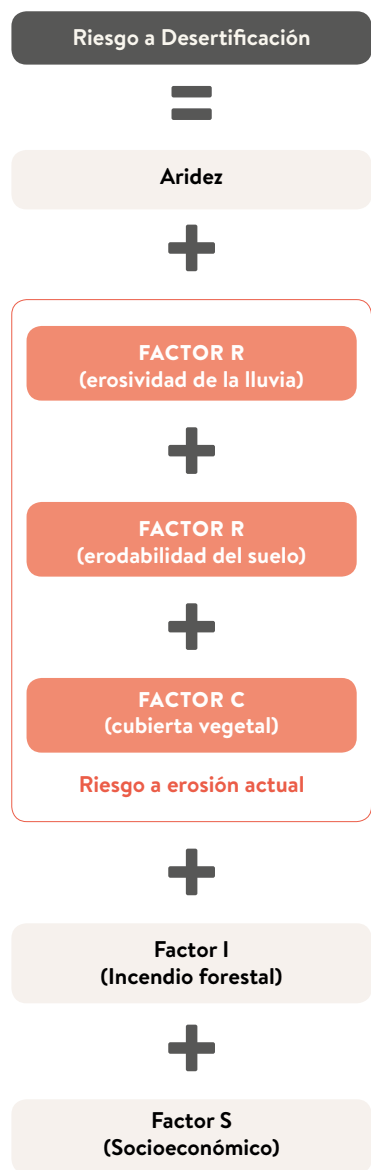 Riesgo a Desertificación
=
Aridez
+
FACTOR R
(erosividad de la lluvia)
+
FACTOR R
(erodabilidad del suelo)
+
FACTOR C
(cubierta vegetal)
Riesgo a erosión actual
+
Factor I
(Incendio forestal)
+
Factor S
(Socioeconómico)